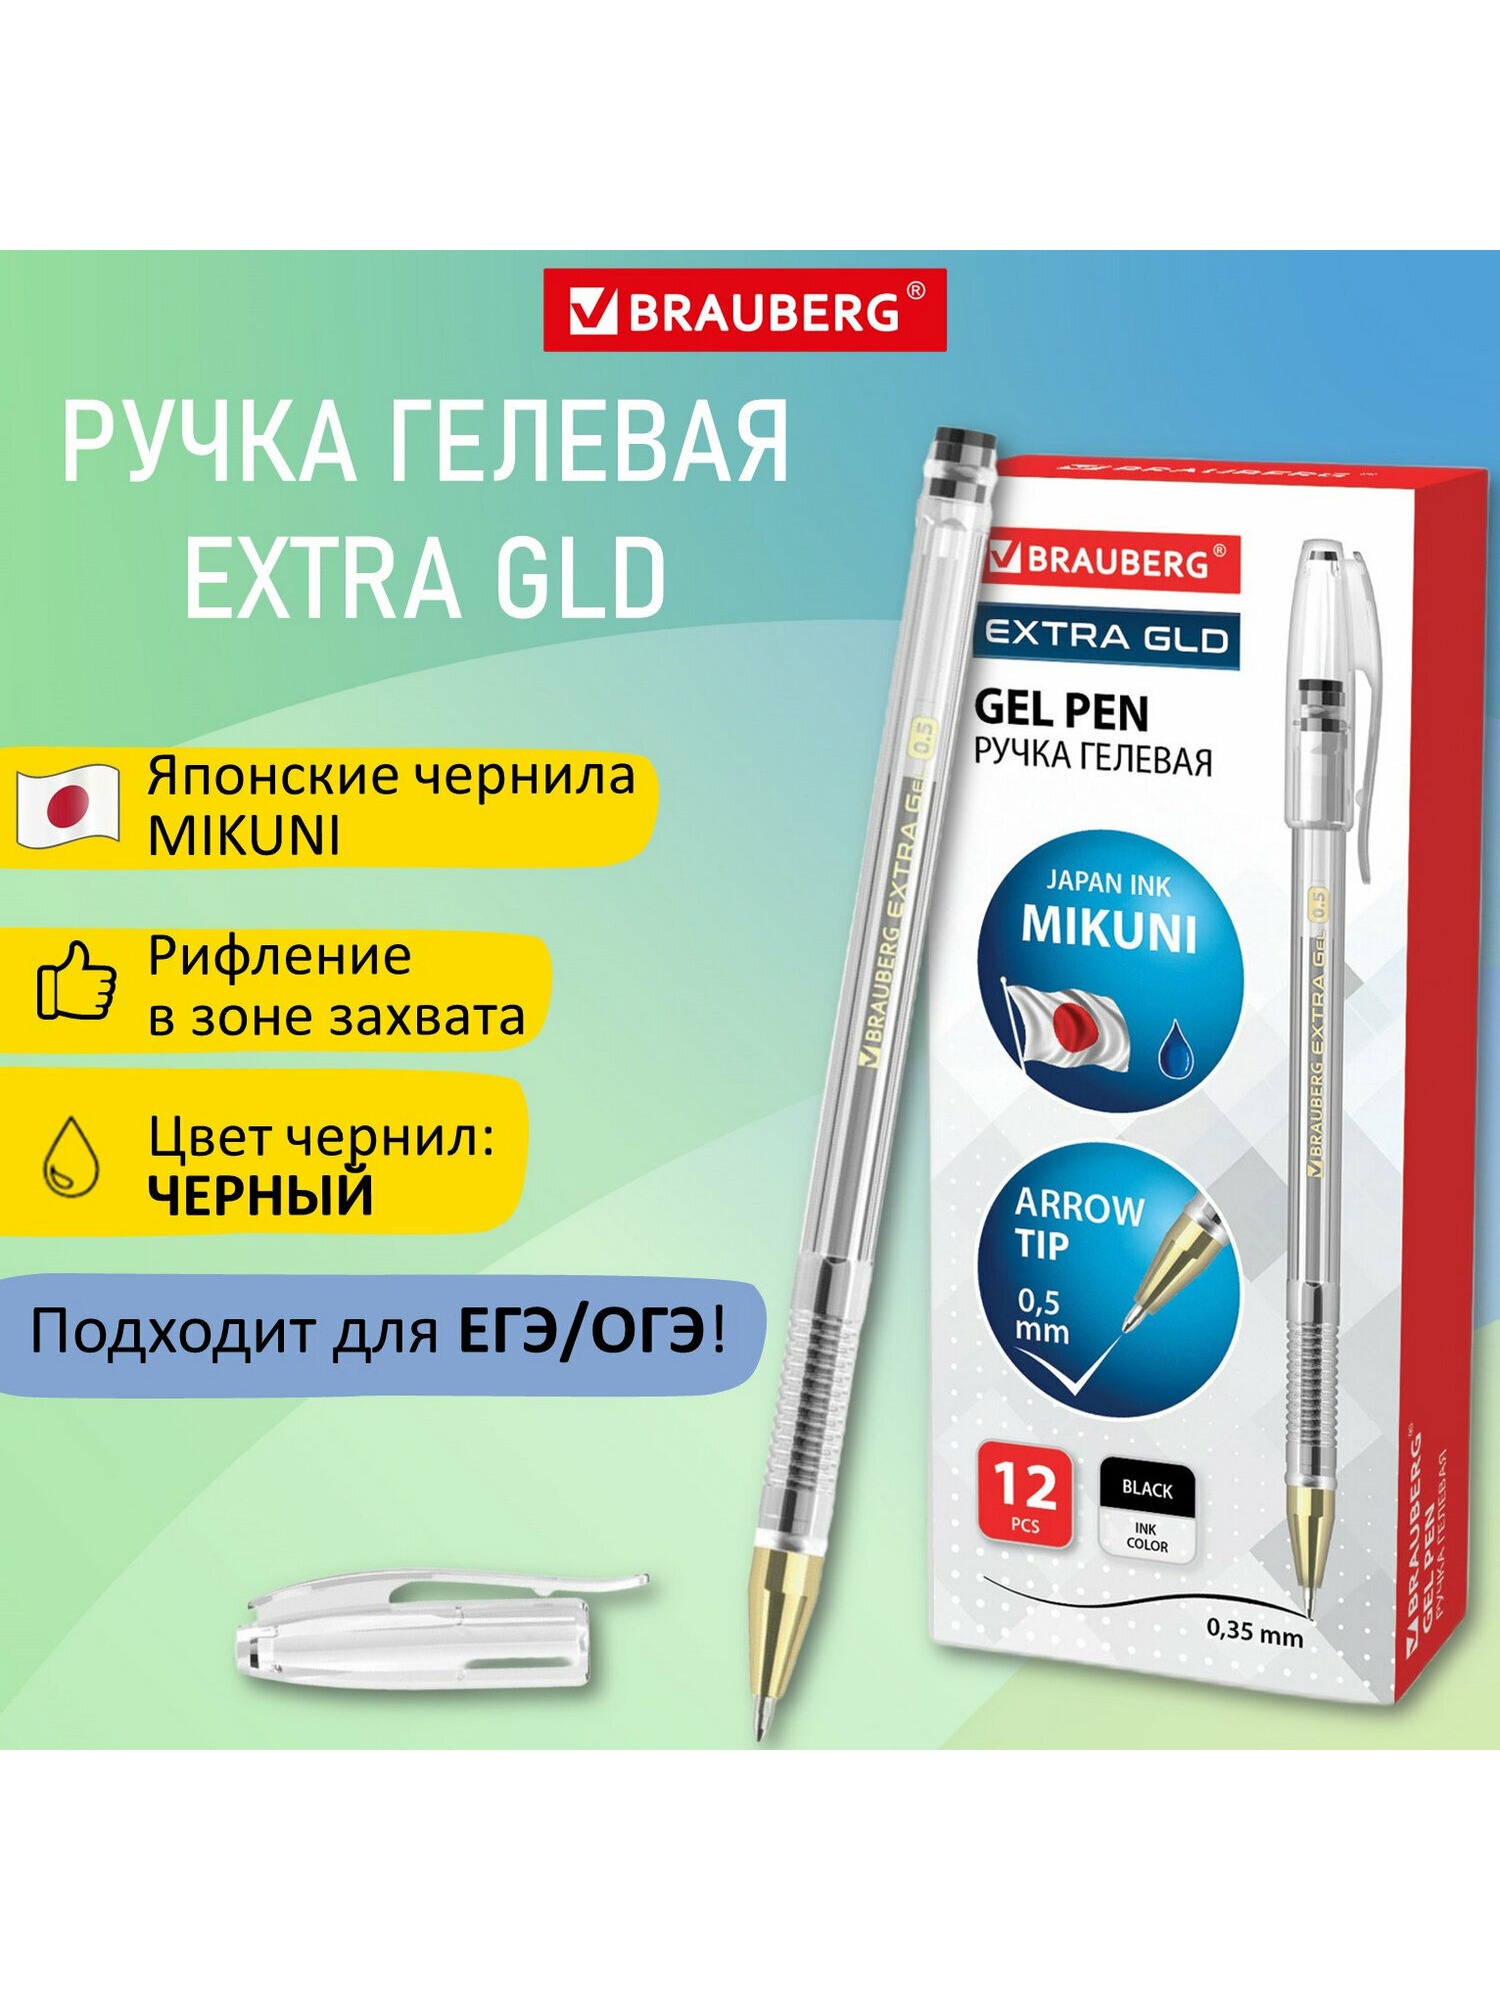 BRAUBERG®
РУЧКА ГЕЛЕВАЯ
EXTRA GLD
Японские чернила
MIKUNI
Рифление
в зоне захвата
Цвет чернил:
ЧЕРНЫЙ
Подходит для ЕГЭ/ОГЭ!
BRAUBERG EXTRA GEL 0.5
BRAUBERG®
BRAUBERG®
EXTRA GLD
GEL PEN
РУЧКА ГЕЛЕВАЯ
JAPAN INK
MIKUNI
ARROW
TIP
0,5
mm
12
PCS
BLACK
INK
COLOR
0,35 mm
BRAUBERG EXTRA GEL 0.5
BRAUBERG®
GEL PEN
РУЧКА ГЕЛЕВАЯ